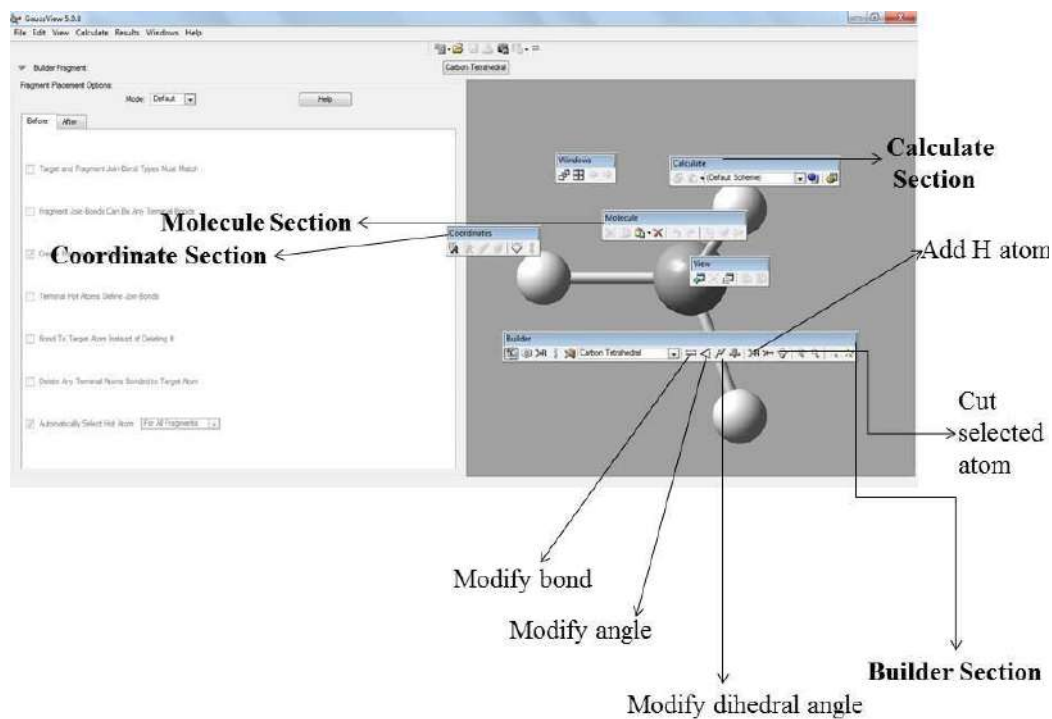 GaussView 5.0.8
File Edit View Calculate Results Windows Help
Builder Fragment:
Carbon Tetrahedral
Fragment Placement Options:
Mode: Default
Help
Before After
Target and Fragment Join-Bond Types Must Match
Fragment Join-Bonds Can Be Any Terminal Bonds
Terminal Hot Atoms Define Join-Bonds
Bond To Target Atom Instead of Deleting It
Delete Any Terminal Atoms Bonded to Target Atom
Automatically Select Hot Atom For All Fragments
Windows
Calculate
(Default Scheme)
Molecule
Coordinates
View
Builder
Carbon Tetrahedral
Calculate
Section
Molecule Section
Coordinate Section
Add H atom
Cut
selected
atom
Modify bond
Modify angle
Builder Section
Modify dihedral angle